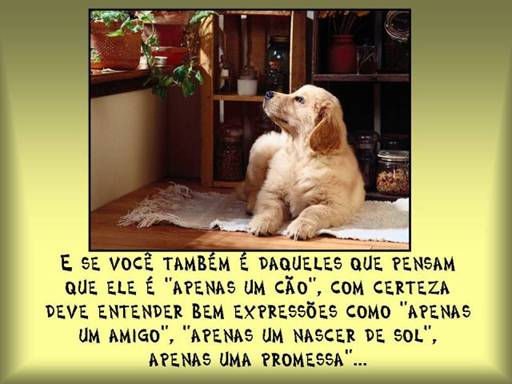 E SE VOCÊ TAMBÉM É DAQUELES QUE PENSAM
QUE ELE É "APENAS UM CÃO", COM CERTEZA
DEVE ENTENDER BEM EXPRESSÕES COMO "APENAS
UM AMIGO", "APENAS UM NASCER DE SOL",
APENAS UMA PROMESSA"...